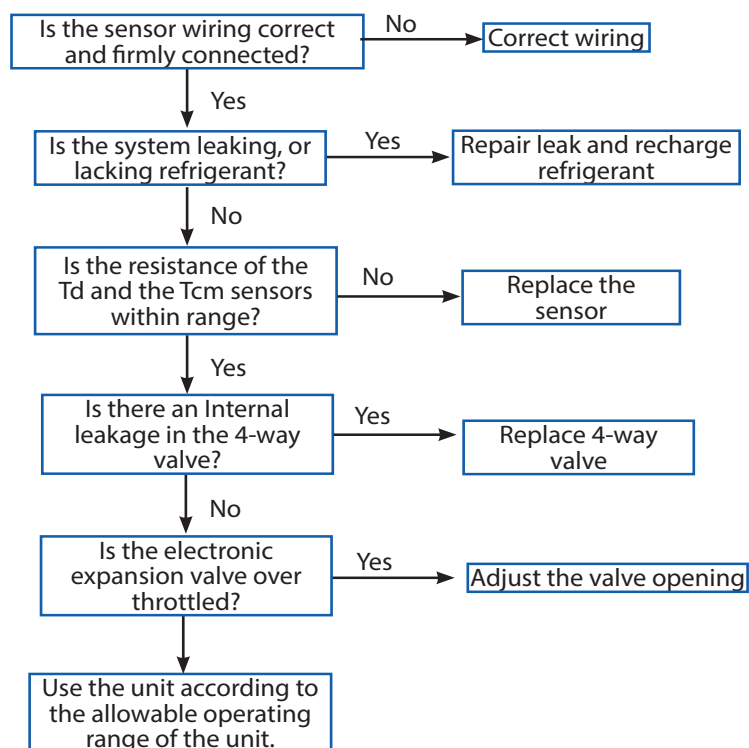 Is the sensor wiring correct
and firmly connected?
No
Correct wiring
Yes
Is the system leaking, or
lacking refrigerant?
Yes
Repair leak and recharge
refrigerant
No
Is the resistance of the
Td and the Tcm sensors
within range?
No
Replace the
sensor
Yes
Is there an Internal
leakage in the 4-way
valve?
Yes
Replace 4-way
valve
No
Is the electronic
expansion valve over
throttled?
Yes
Adjust the valve opening
Use the unit according to
the allowable operating
range of the unit.